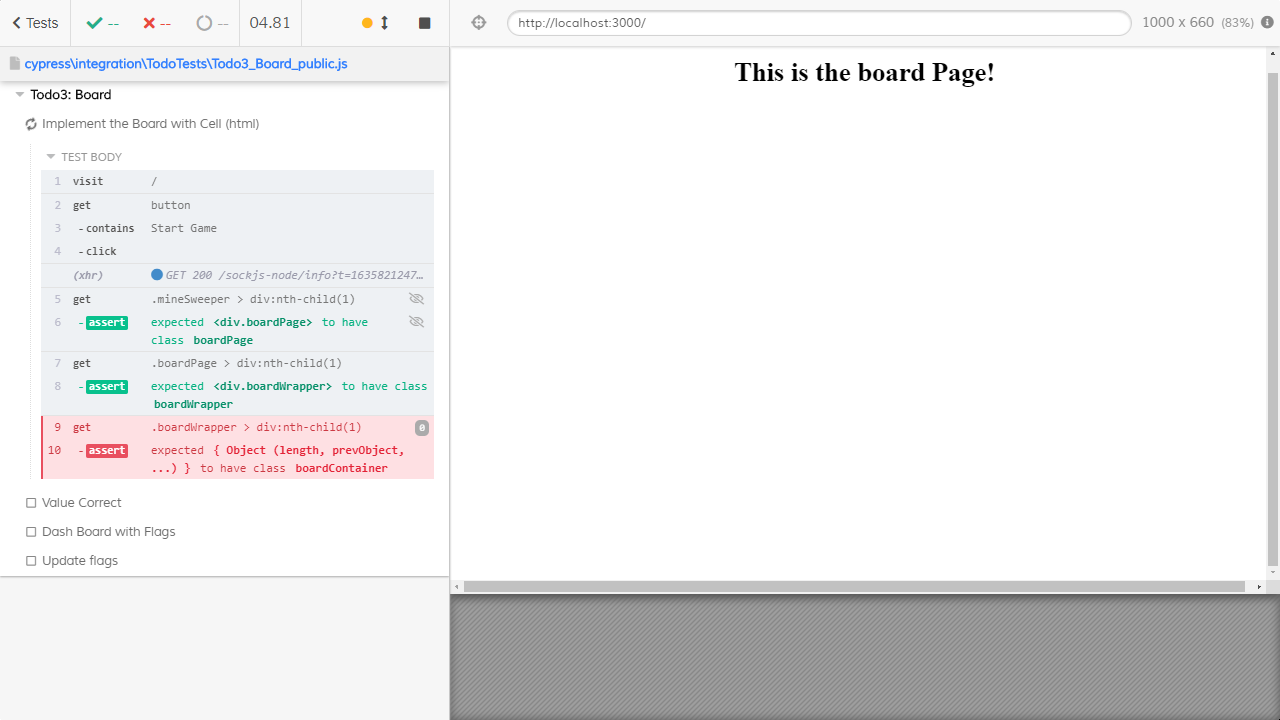 Tests -- -- -- 04.81 http://localhost:3000/ 1000 x 660 (83%)
cypress\integration\TodoTests\Todo3_Board_public.js
Todo3: Board
Implement the Board with Cell (html)
TEST BODY
1 visit /
2 get button
3 - contains Start Game
4 - click
(xhr) GET 200 /sockjs-node/info?t=1635821247…
5 get .mineSweeper > div:nth-child(1)
6 - assert expected <div.boardPage> to have
class boardPage
7 get .boardPage > div:nth-child(1)
8 - assert expected <div.boardWrapper> to have class
boardWrapper
9 get .boardWrapper > div:nth-child(1) 0
10 - assert expected { Object (length, prevObject,
...) } to have class boardContainer
Value Correct
Dash Board with Flags
Update flags
This is the board Page!